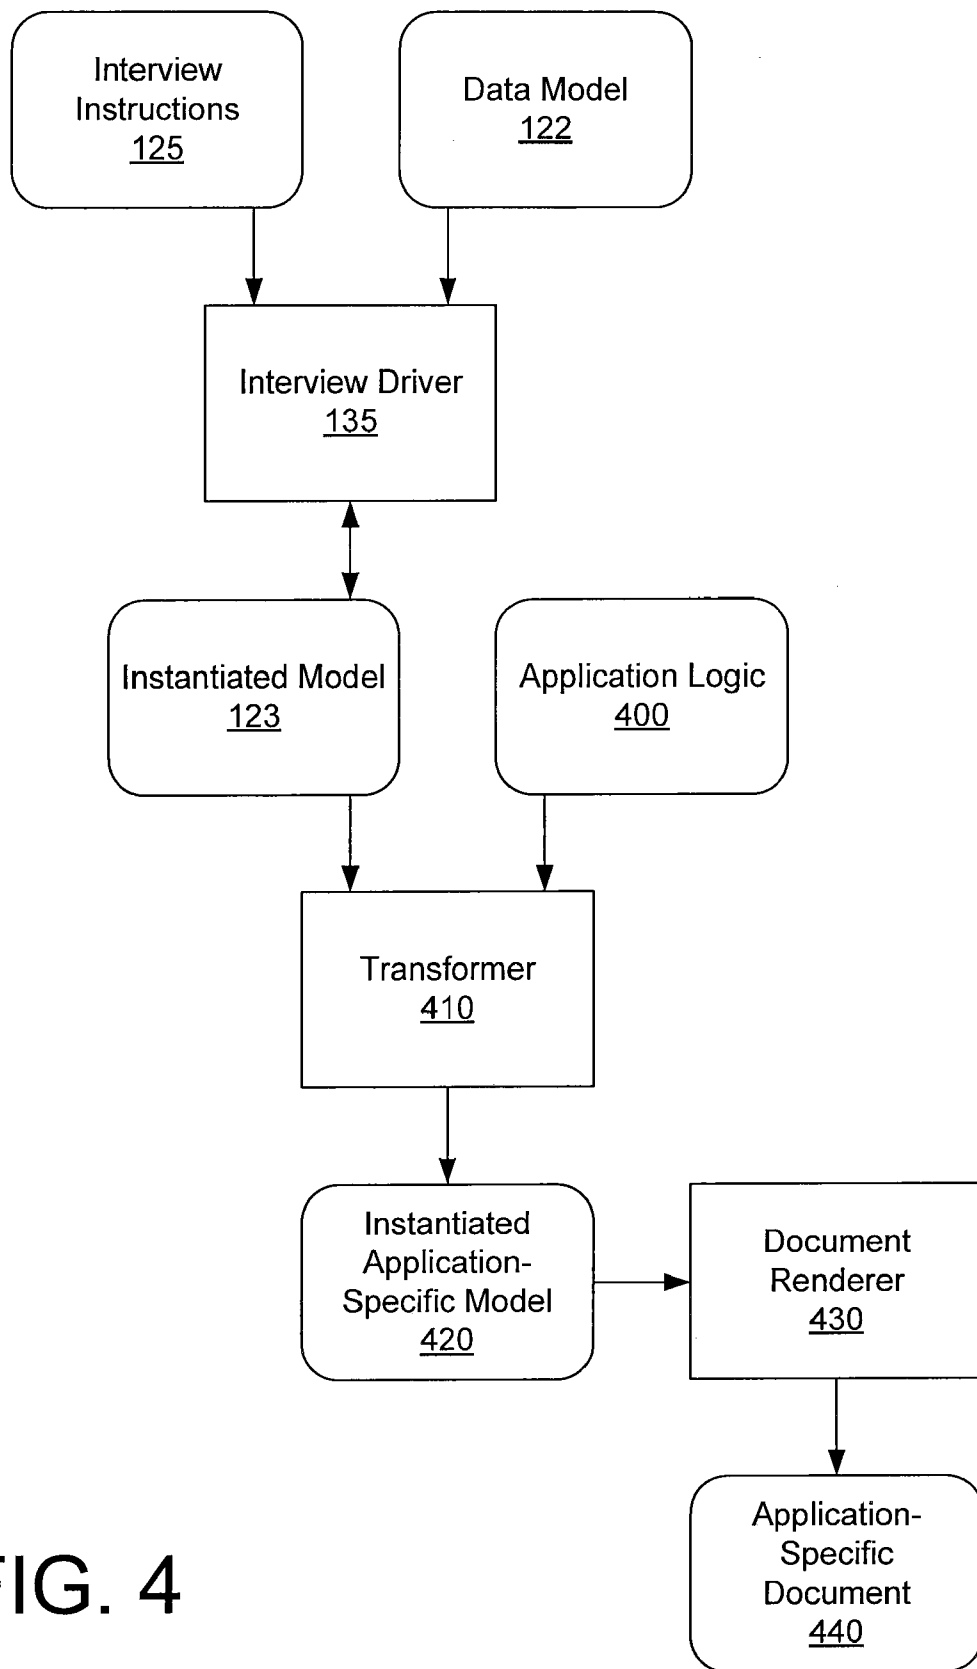 Interview
Instructions
125
Data Model
122
Interview Driver
135
Instantiated Model
123
Application Logic
400
Transformer
410
Instantiated
Application-
Specific Model
420
Document
Renderer
430
Application-
Specific
Document
440
FIG. 4